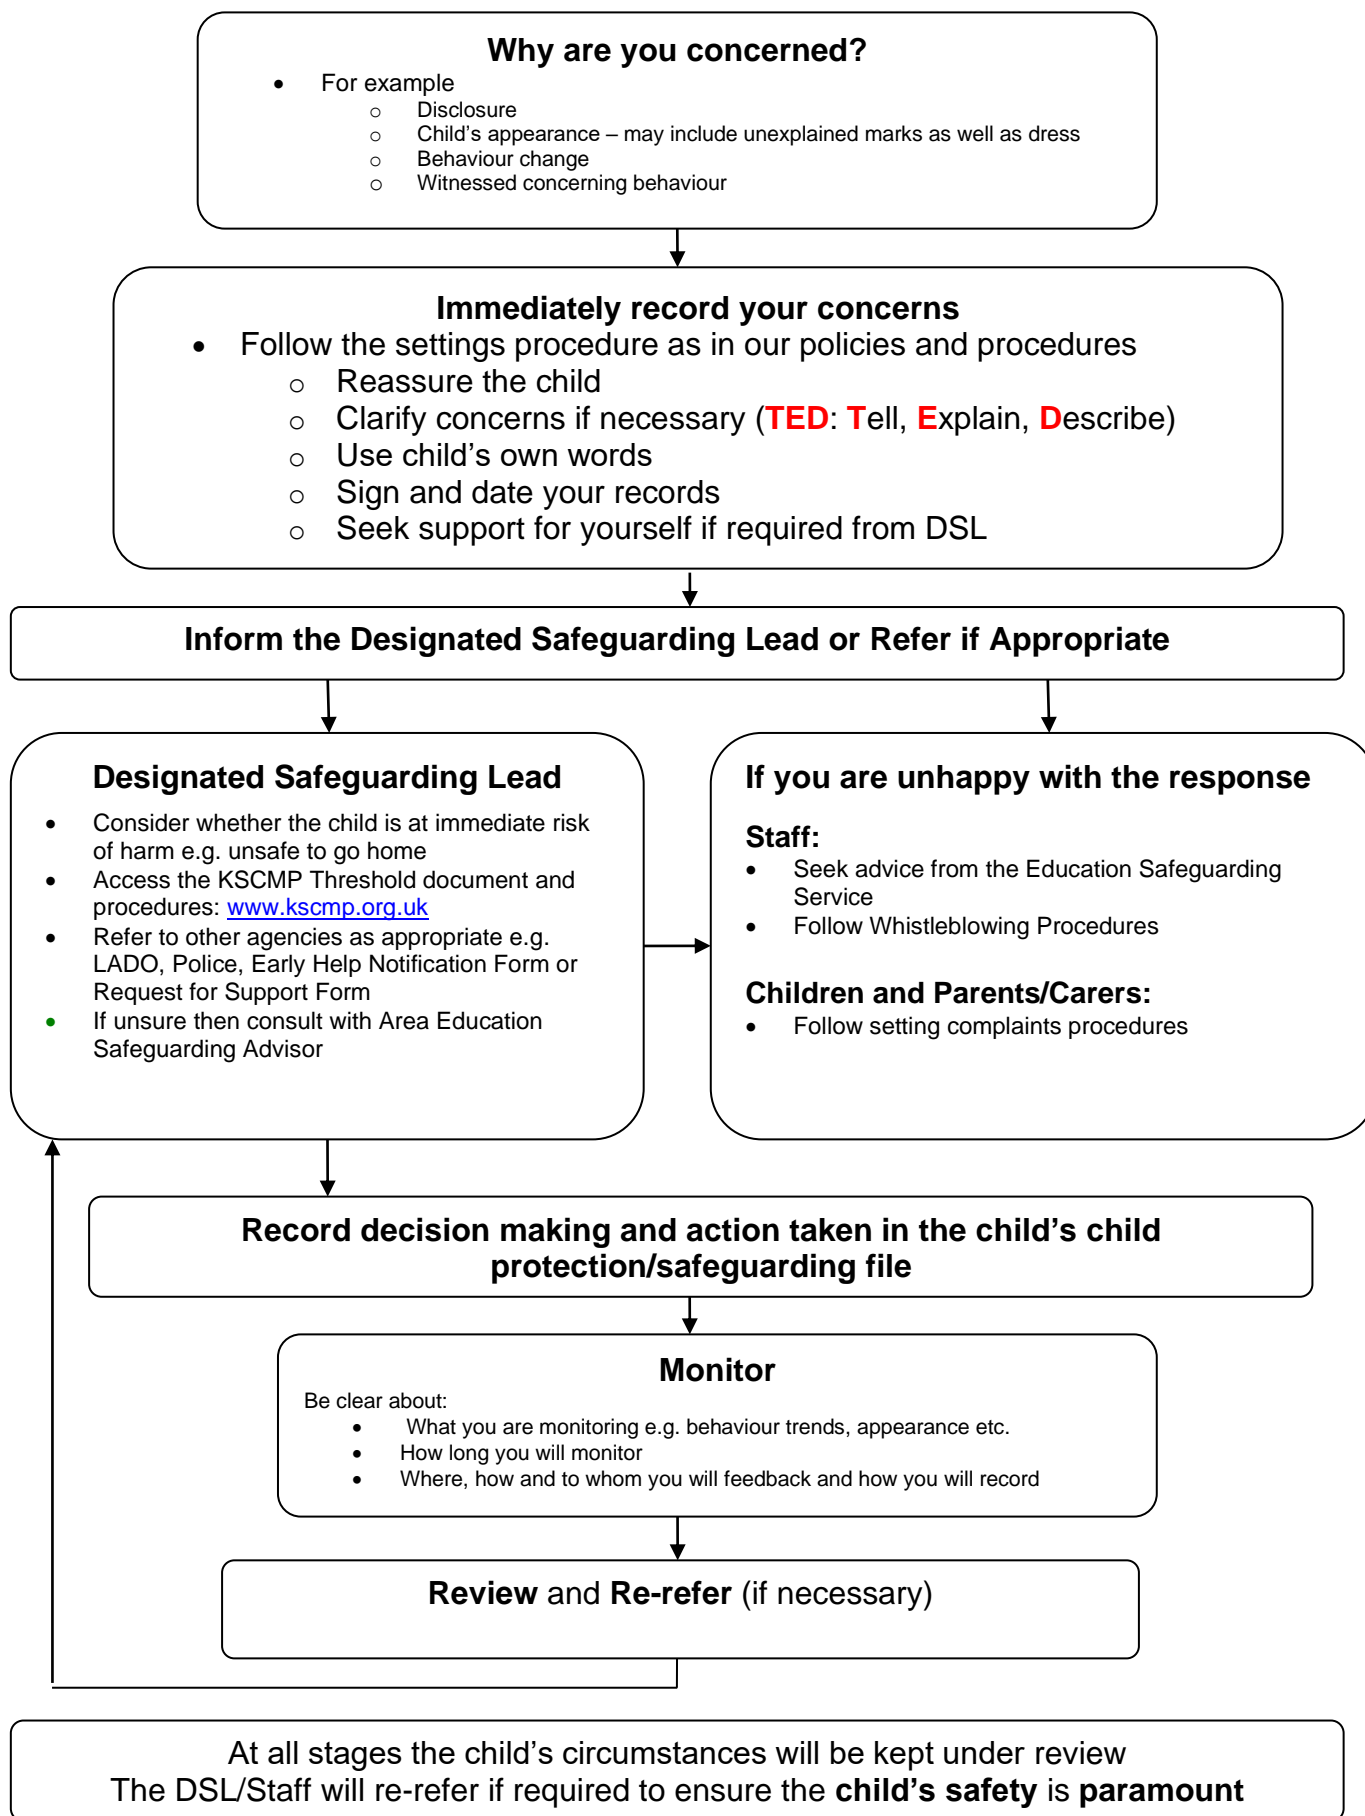 Why are you concerned?
• For example
o Disclosure
o Child’s appearance – may include unexplained marks as well as dress
o Behaviour change
o Witnessed concerning behaviour
Immediately record your concerns
• Follow the settings procedure as in our policies and procedures
o Reassure the child
o Clarify concerns if necessary (TED: Tell, Explain, Describe)
o Use child’s own words
o Sign and date your records
o Seek support for yourself if required from DSL
Inform the Designated Safeguarding Lead or Refer if Appropriate
Designated Safeguarding Lead
• Consider whether the child is at immediate risk
of harm e.g. unsafe to go home
• Access the KSCMP Threshold document and
procedures: www.kscmp.org.uk
• Refer to other agencies as appropriate e.g.
LADO, Police, Early Help Notification Form or
Request for Support Form
• If unsure then consult with Area Education
Safeguarding Advisor
If you are unhappy with the response
Staff:
• Seek advice from the Education Safeguarding
Service
• Follow Whistleblowing Procedures
Children and Parents/Carers:
• Follow setting complaints procedures
Record decision making and action taken in the child’s child
protection/safeguarding file
Monitor
Be clear about:
• What you are monitoring e.g. behaviour trends, appearance etc.
• How long you will monitor
• Where, how and to whom you will feedback and how you will record
Review and Re-refer (if necessary)
At all stages the child’s circumstances will be kept under review
The DSL/Staff will re-refer if required to ensure the child’s safety is paramount